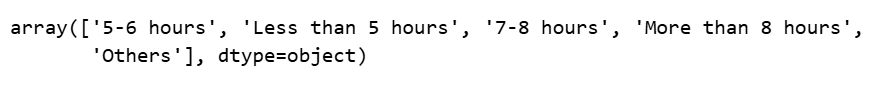 array(['5-6 hours', 'Less than 5 hours', '7-8 hours', 'More than 8 hours',
       'Others'], dtype=object)